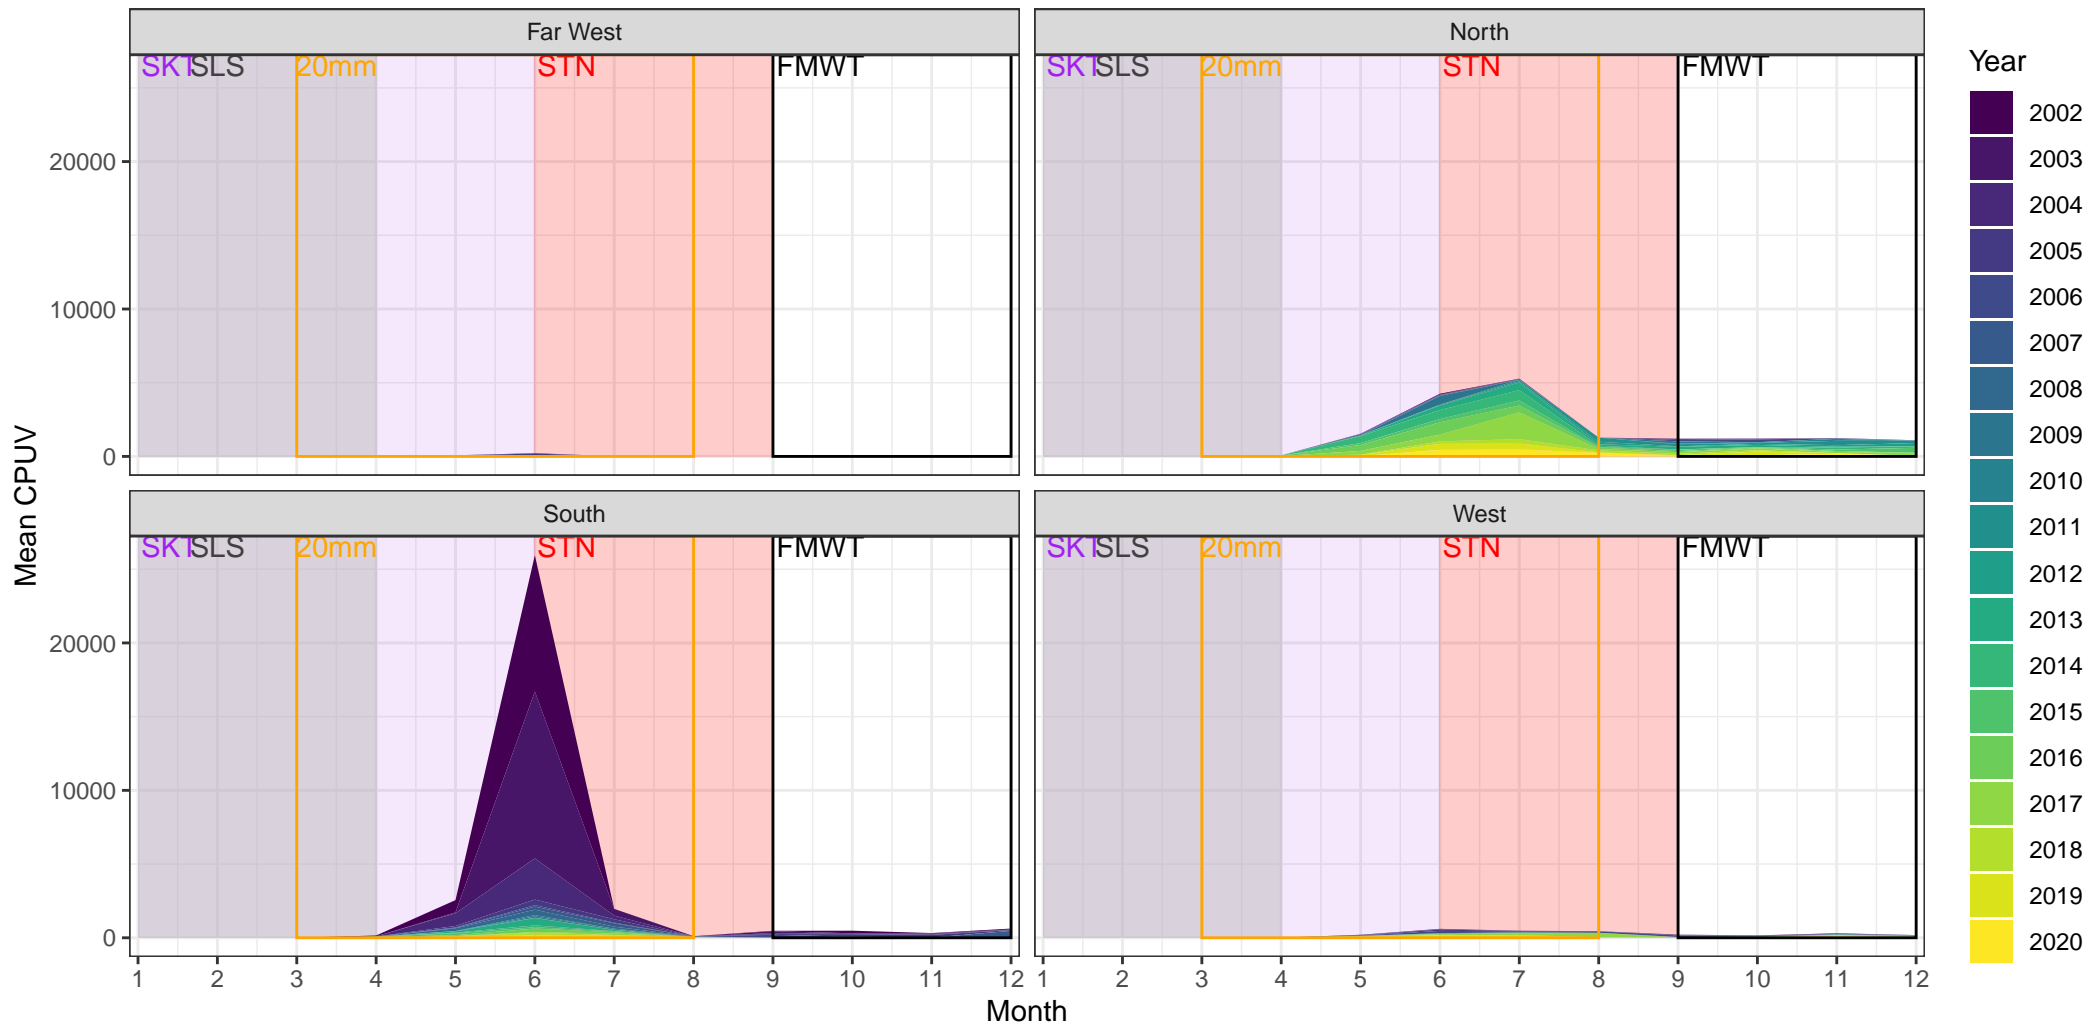 Far West
North
SKT SLS 20mm STN FMWT
SKT SLS 20mm STN FMWT
20000
10000
0
South
West
SKT SLS 20mm STN FMWT
SKT SLS 20mm STN FMWT
20000
10000
0
1 2 3 4 5 6 7 8 9 10 11 12
1 2 3 4 5 6 7 8 9 10 11 12
Month
Mean CPUV
Year
2002
2003
2004
2005
2006
2007
2008
2009
2010
2011
2012
2013
2014
2015
2016
2017
2018
2019
2020